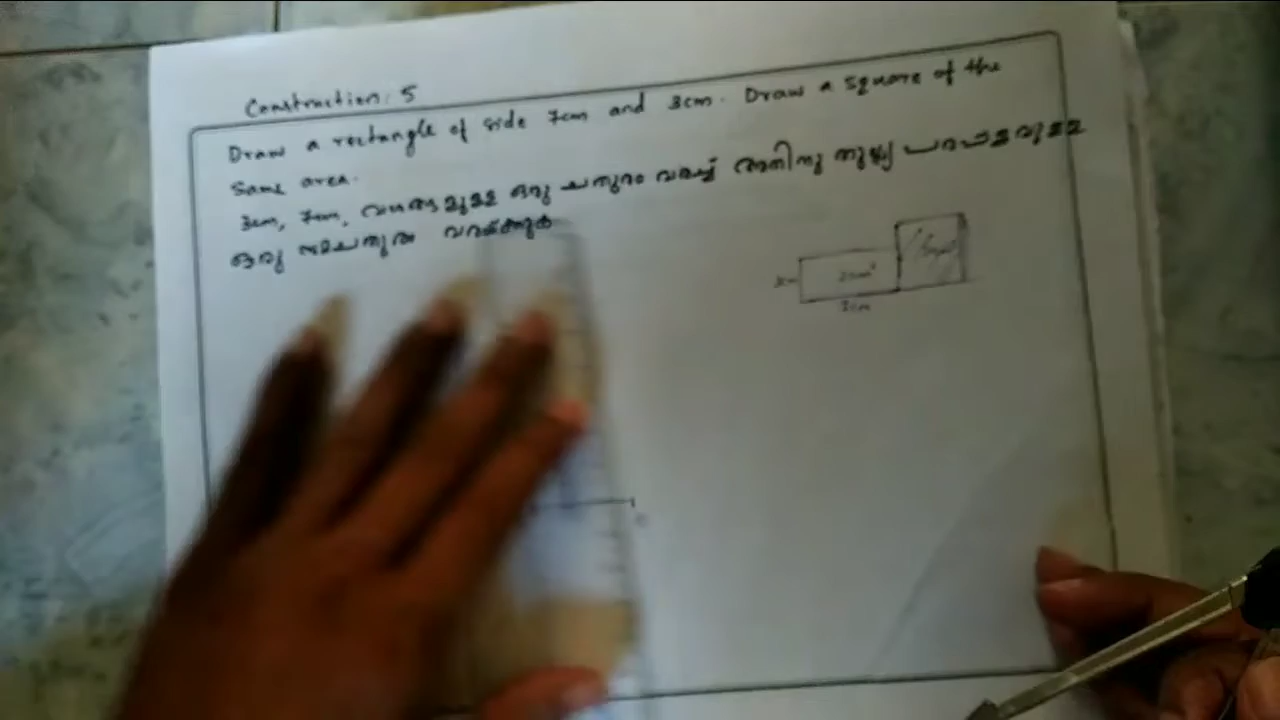 Construction: 5
Draw a rectangle of side 7cm and 3cm. Draw a square of the
same area.
3cm, 7cm, വശങ്ങളുള്ള ഒരു ചതുരം വരച്ച് അതിനു തുല്യ പരപ്പളവുള്ള
ഒരു സമചതുരം വരയ്ക്കുക